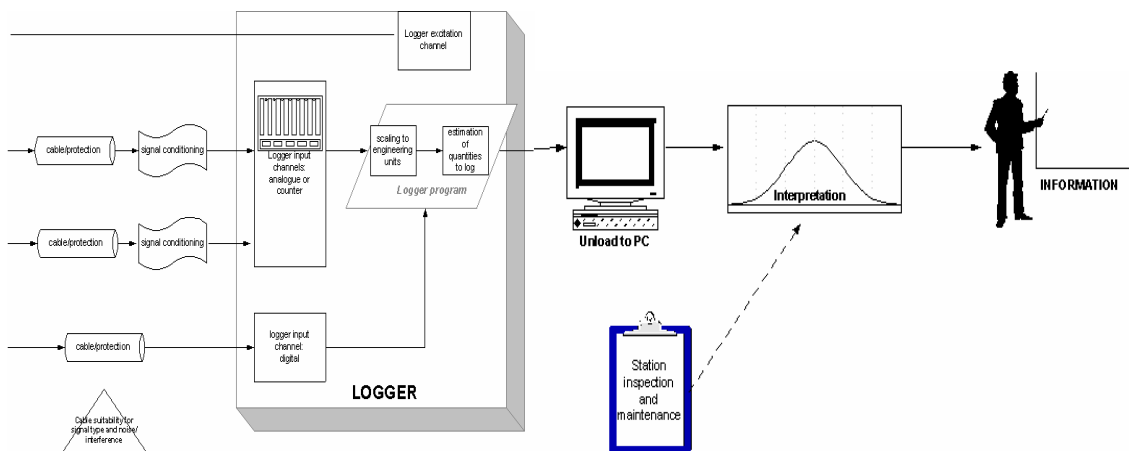 Logger excitation
channel
cable/protection
signal conditioning
Logger input
channels:
analogue or
counter
scaling to
engineering
units
estimation
of
quantities
to log
Logger program
cable/protection
signal conditioning
cable/protection
logger input
channel:
digital
LOGGER
Cable suitability for
signal type and noise/
interference
Unload to PC
Interpretation
INFORMATION
Station
inspection
and
maintenance